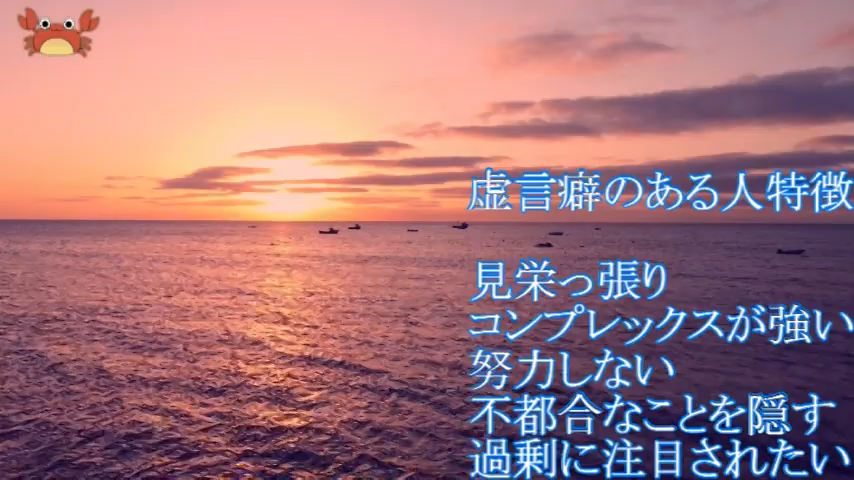 虚言癖のある人特徴
見栄っ張り
コンプレックスが強い
努力しない
不都合なことを隠す
過剰に注目されたい